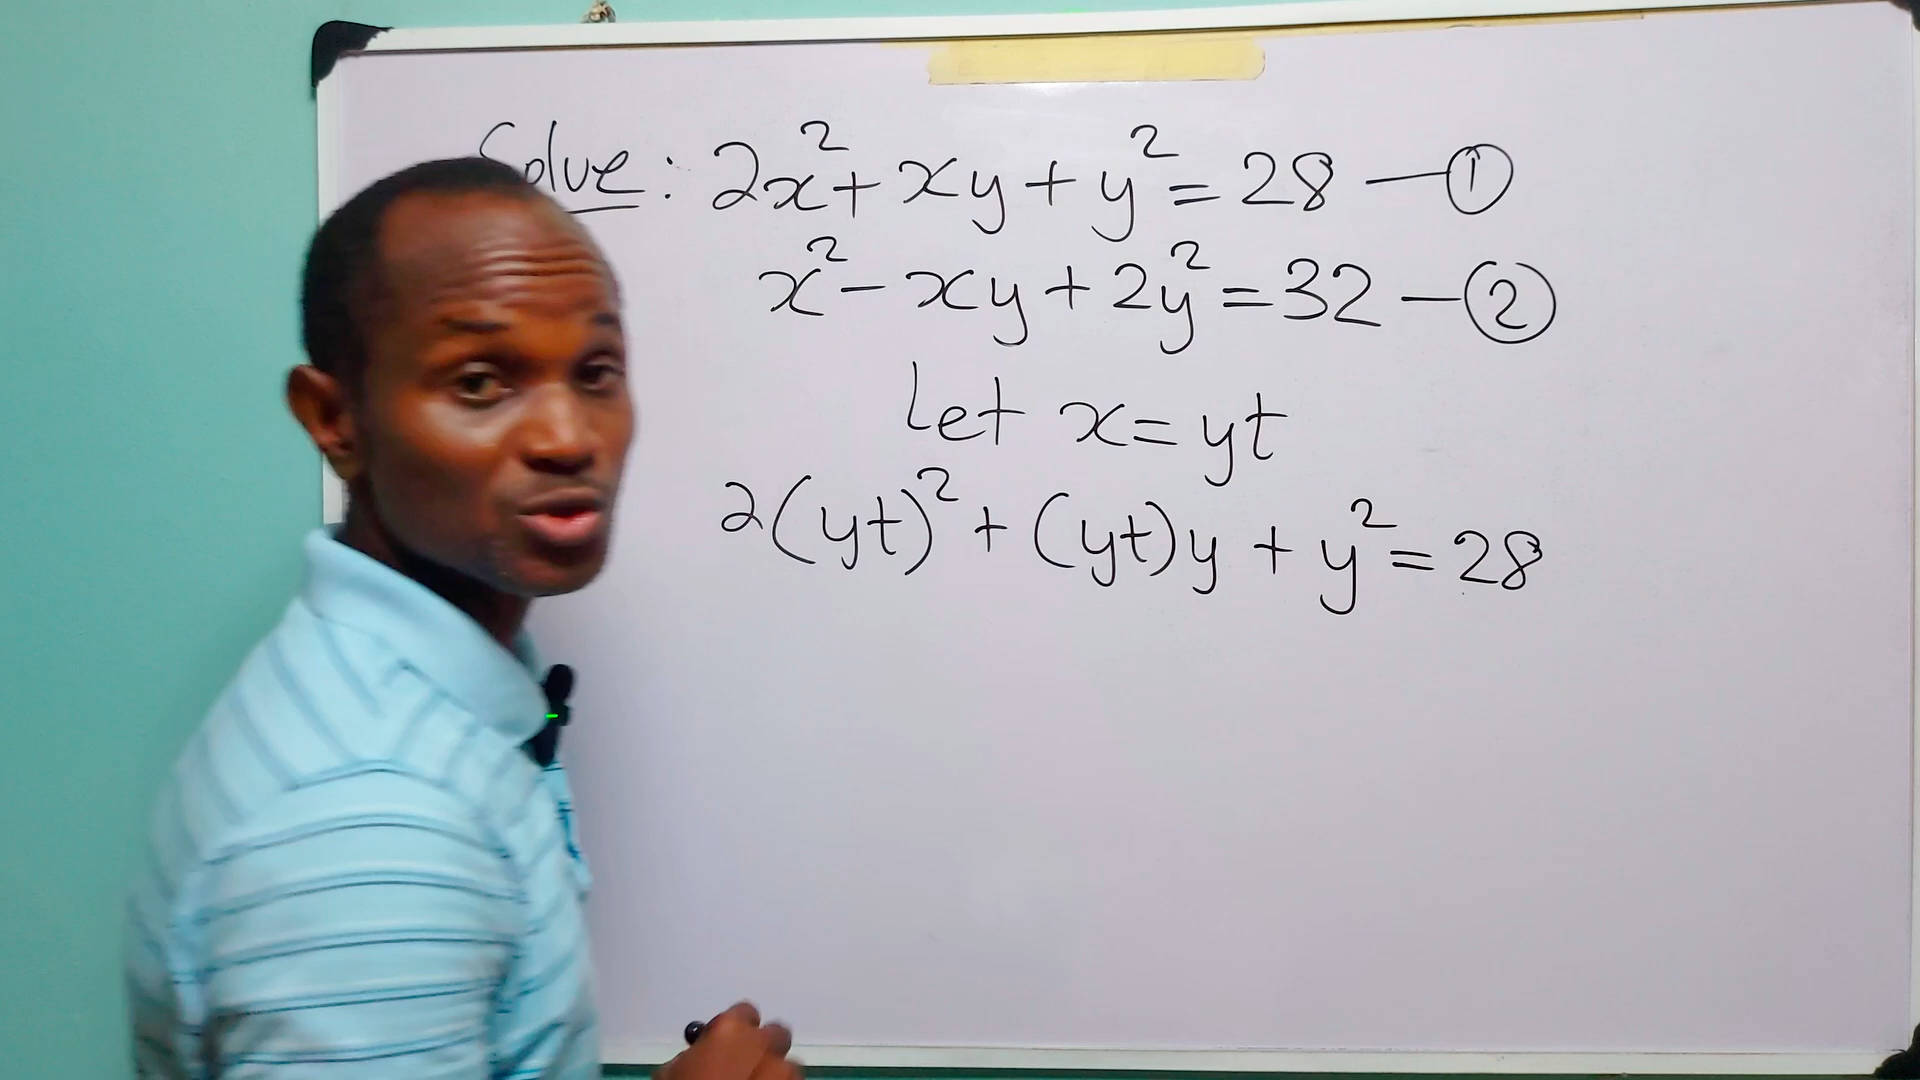 Solve: 2x² + xy + y² = 28 — ①
x² - xy + 2y² = 32 — ②
Let x = yt
2(yt)² + (yt)y + y² = 28